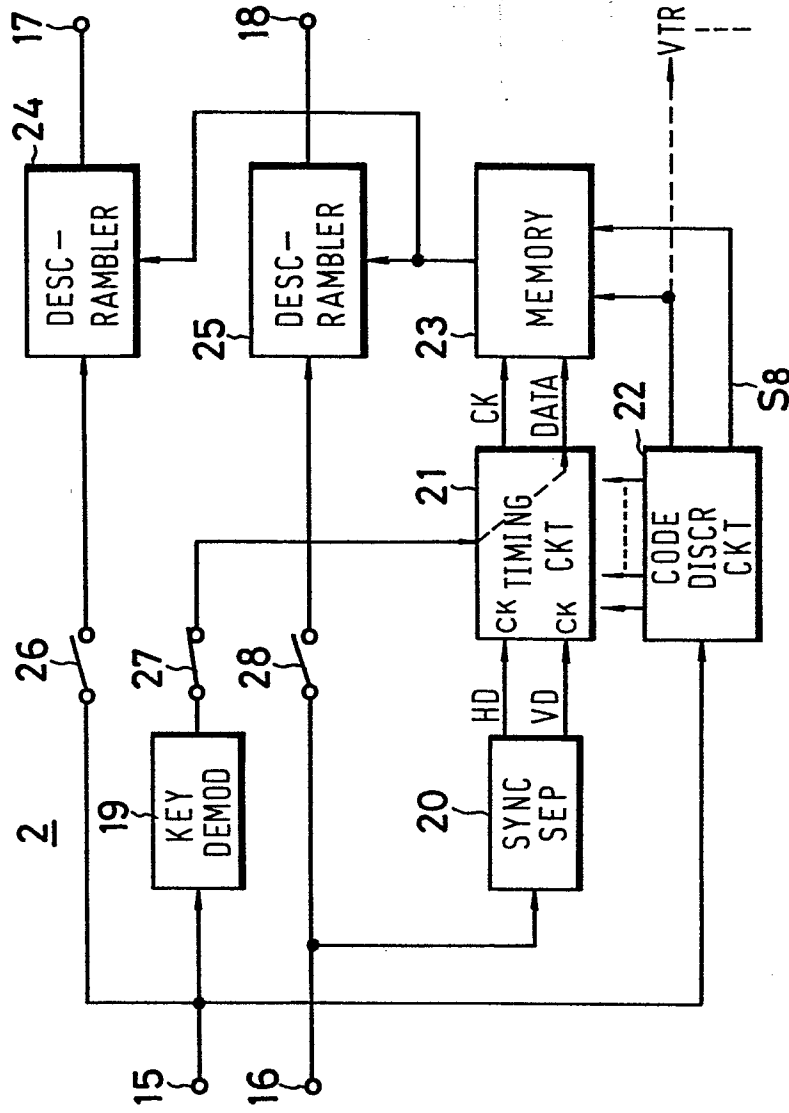 2
15
16
17
18
19
KEY
DEMOD
20
SYNC
SEP
HD
VD
21
CK
CK
TIMING
CKT
22
CODE
DISCR
CKT
S8
CK
DATA
23
MEMORY
24
DESC-
RAMBLER
25
DESC-
RAMBLER
26
27
28
VTR